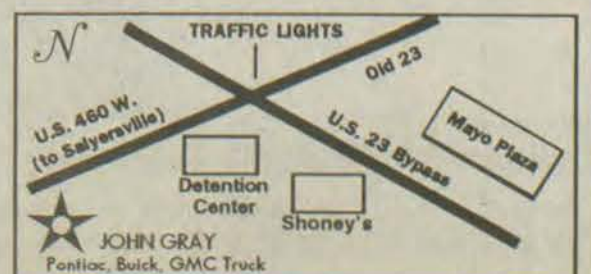 N
TRAFFIC LIGHTS
Old 23
U.S. 460 W.
(to Salyersville)
Mayo Plaza
U.S. 23 Bypass
Detention
Center
Shoney's
JOHN GRAY
Pontiac, Buick, GMC Truck